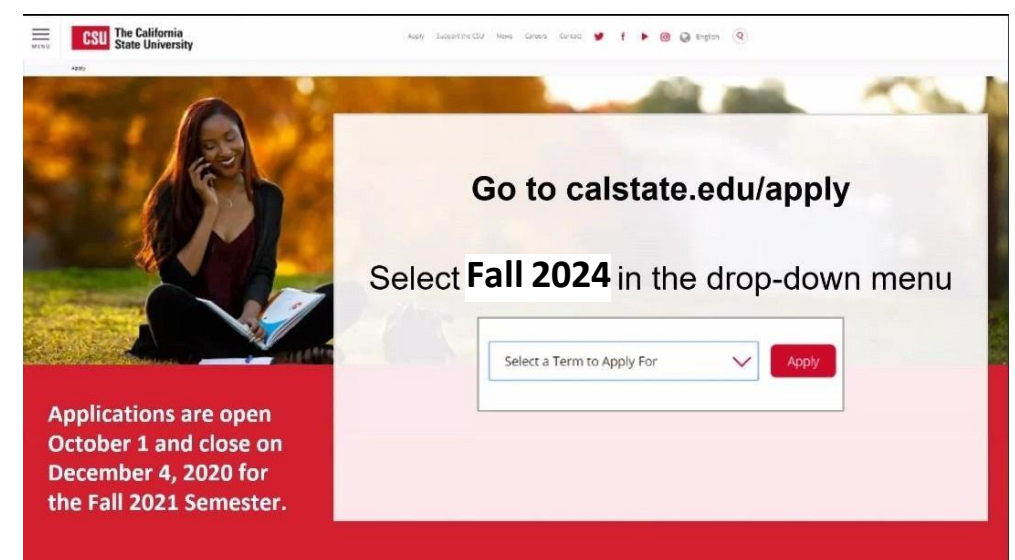 MENU
CSU The California
State University
Apply Support the CSU News Careers Contact English
Apply
Go to calstate.edu/apply
Select Fall 2024 in the drop-down menu
Select a Term to Apply For Apply
Applications are open
October 1 and close on
December 4, 2020 for
the Fall 2021 Semester.